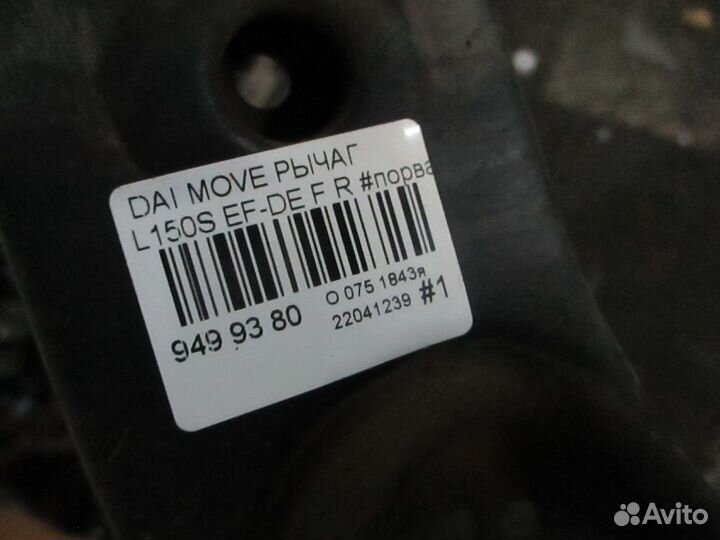 DAI MOVE РЫЧАГ
L150S EF-DE F R #порва
949 93 80
О 075 1843я
22041239 #1
Avito